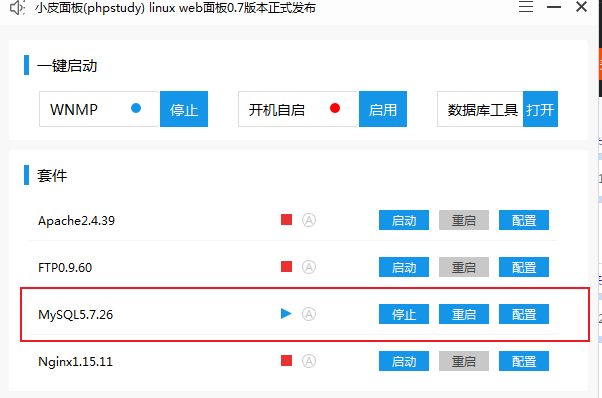 小皮面板(phpstudy) linux web面板0.7版本正式发布
一键启动
WNMP 停止 开机自启 启用 数据库工具 打开
套件
Apache2.4.39 A 启动 重启 配置
FTP0.9.60 A 启动 重启 配置
MySQL5.7.26 A 停止 重启 配置
Nginx1.15.11 A 启动 重启 配置